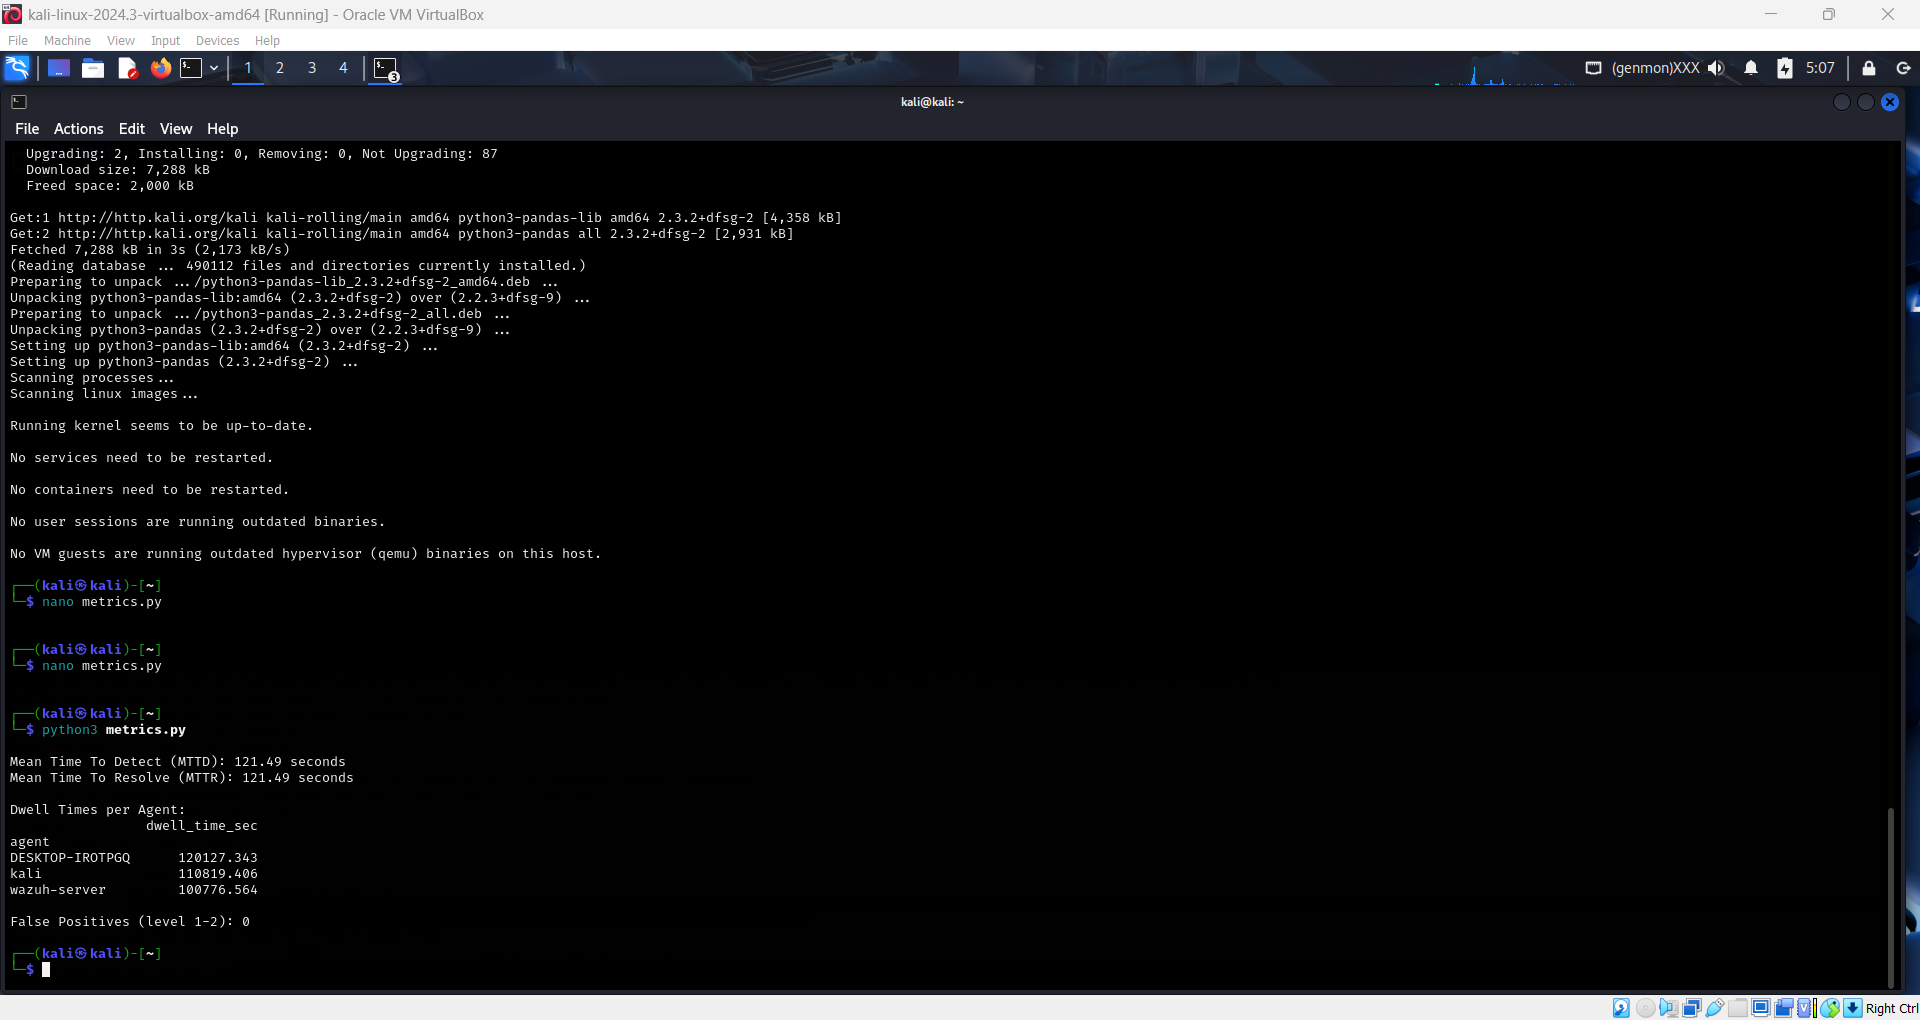 kali-linux-2024.3-virtualbox-amd64 [Running] - Oracle VM VirtualBox
File Machine View Input Devices Help
1 2 3 4 3 (genmon)XXX 5:07
kali@kali: ~
File Actions Edit View Help
Upgrading: 2, Installing: 0, Removing: 0, Not Upgrading: 87
Download size: 7,288 kB
Freed space: 2,000 kB
Get:1 http://http.kali.org/kali kali-rolling/main amd64 python3-pandas-lib amd64 2.3.2+dfsg-2 [4,358 kB]
Get:2 http://http.kali.org/kali kali-rolling/main amd64 python3-pandas all 2.3.2+dfsg-2 [2,931 kB]
Fetched 7,288 kB in 3s (2,173 kB/s)
(Reading database ... 490112 files and directories currently installed.)
Preparing to unpack .../python3-pandas-lib_2.3.2+dfsg-2_amd64.deb ...
Unpacking python3-pandas-lib:amd64 (2.3.2+dfsg-2) over (2.2.3+dfsg-9) ...
Preparing to unpack .../python3-pandas_2.3.2+dfsg-2_all.deb ...
Unpacking python3-pandas (2.3.2+dfsg-2) over (2.2.3+dfsg-9) ...
Setting up python3-pandas-lib:amd64 (2.3.2+dfsg-2) ...
Setting up python3-pandas (2.3.2+dfsg-2) ...
Scanning processes...
Scanning linux images...
Running kernel seems to be up-to-date.
No services need to be restarted.
No containers need to be restarted.
No user sessions are running outdated binaries.
No VM guests are running outdated hypervisor (qemu) binaries on this host.
┌──(kali㉿kali)-[~]
└─$ nano metrics.py
┌──(kali㉿kali)-[~]
└─$ nano metrics.py
┌──(kali㉿kali)-[~]
└─$ python3 metrics.py
Mean Time To Detect (MTTD): 121.49 seconds
Mean Time To Resolve (MTTR): 121.49 seconds
Dwell Times per Agent:
dwell_time_sec
agent
DESKTOP-IROTPGQ 120127.343
kali 110819.406
wazuh-server 100776.564
False Positives (level 1-2): 0
┌──(kali㉿kali)-[~]
└─$
Right Ctrl